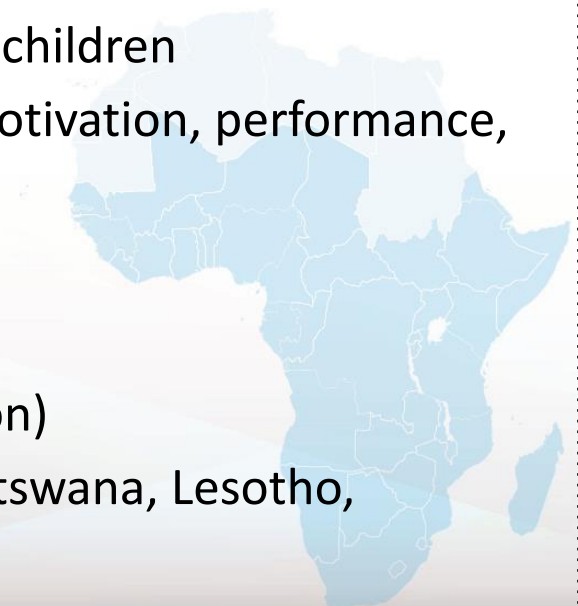 children
otivation, performance,
on)
tswana, Lesotho,